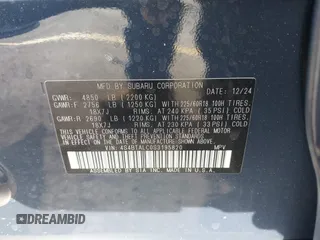 MFD. BY SUBARU CORPORATION 12/24
GVWR: 4850 LB (2200 KG)
GAWR:F 2756 LB (1250 KG) WITH 225/60R18 100H TIRES,
18X7J RIMS, AT 240 KPA (35 PSI) COLD
GAWR:R 2690 LB (1220 KG) WITH 225/60R18 100H TIRES,
18X7J RIMS, AT 230 KPA (33 PSI) COLD
THIS VEHICLE CONFORMS TO ALL APPLICABLE
FEDERAL MOTOR VEHICLE SAFETY,
BUMPER, AND THEFT PREVENTION STANDARDS
IN EFFECT ON THE DATE OF MANUFACTURE SHOWN ABOVE.
VIN: MPV
ASSEMBLED BY SIA INC. MADE IN U.S.A.